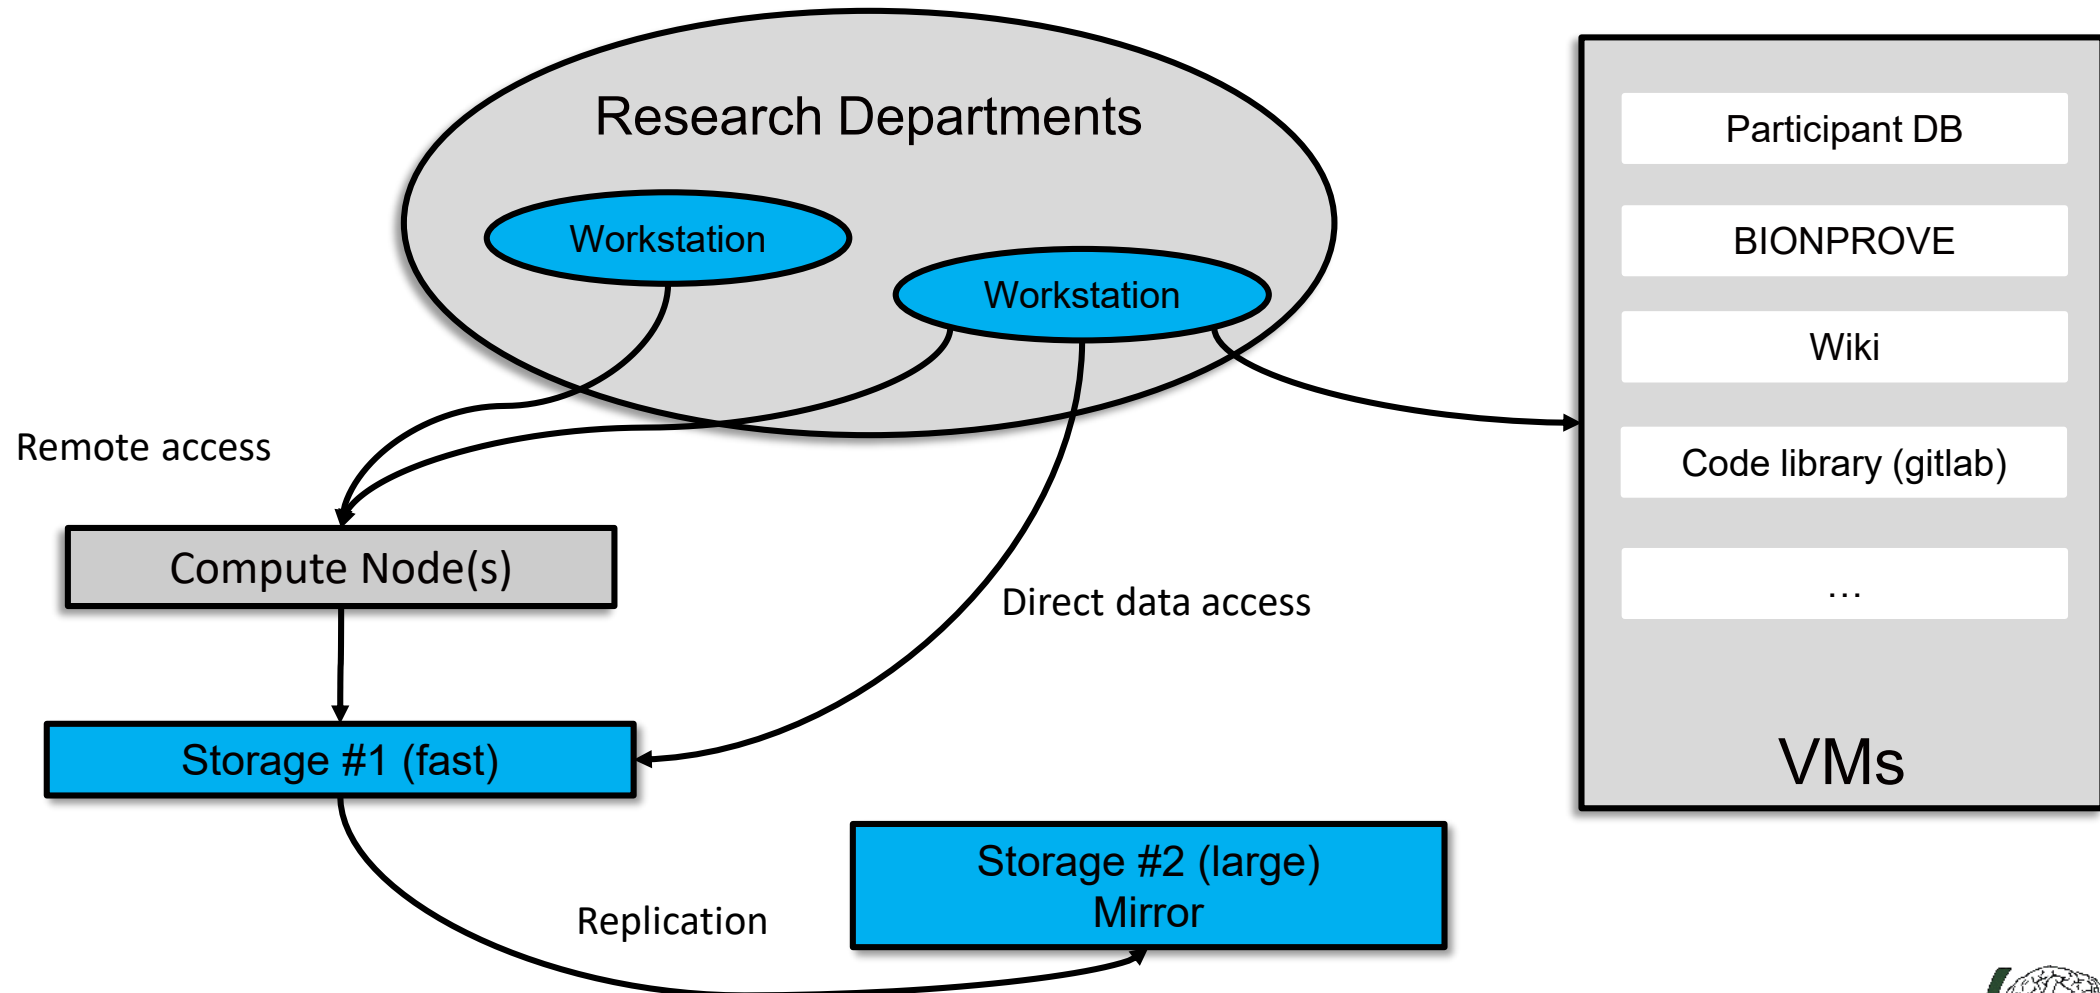 Research Departments
Workstation
Workstation
Participant DB
BIONPROVE
Wiki
Code library (gitlab)
…
VMs
Remote access
Compute Node(s)
Direct data access
Storage #1 (fast)
Storage #2 (large)
Mirror
Replication